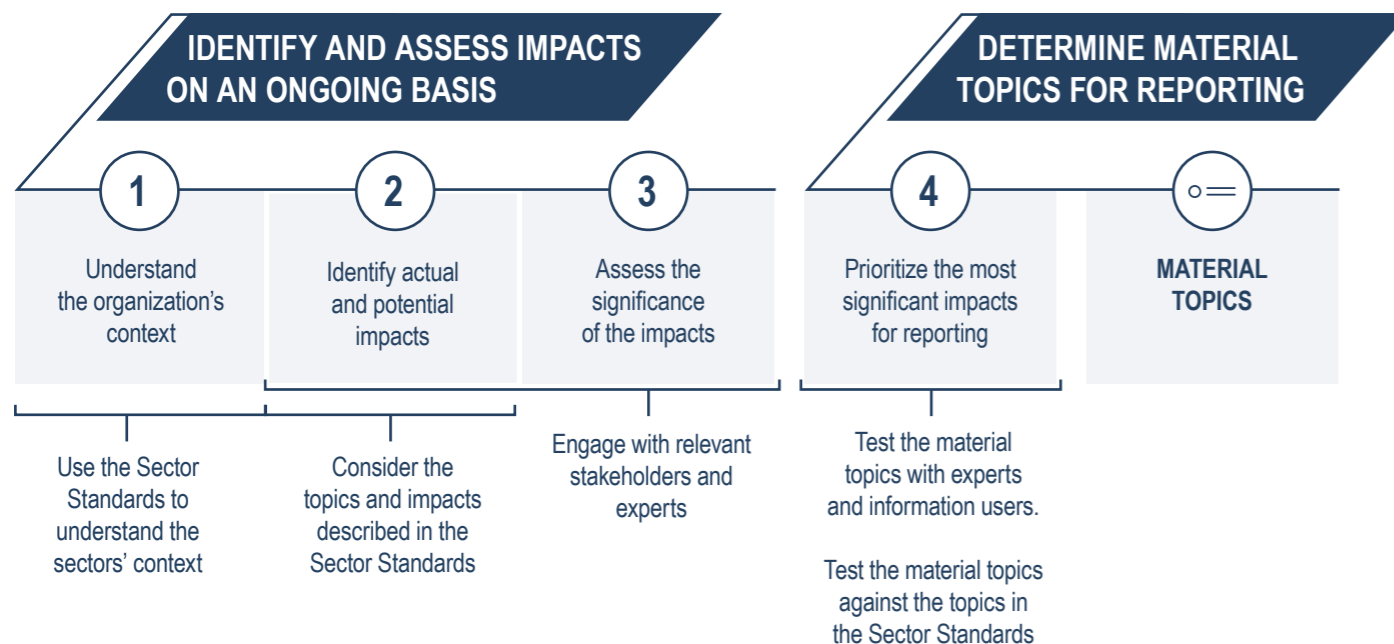 IDENTIFY AND ASSESS IMPACTS
ON AN ONGOING BASIS
DETERMINE MATERIAL
TOPICS FOR REPORTING
1
Understand
the organization’s
context
2
Identify actual
and potential
impacts
3
Assess the
significance
of the impacts
4
Prioritize the most
significant impacts
for reporting
MATERIAL
TOPICS
Use the Sector
Standards to
understand the
sectors’ context
Consider the
topics and impacts
described in the
Sector Standards
Engage with relevant
stakeholders and
experts
Test the material
topics with experts
and information users.
Test the material topics
against the topics in
the Sector Standards